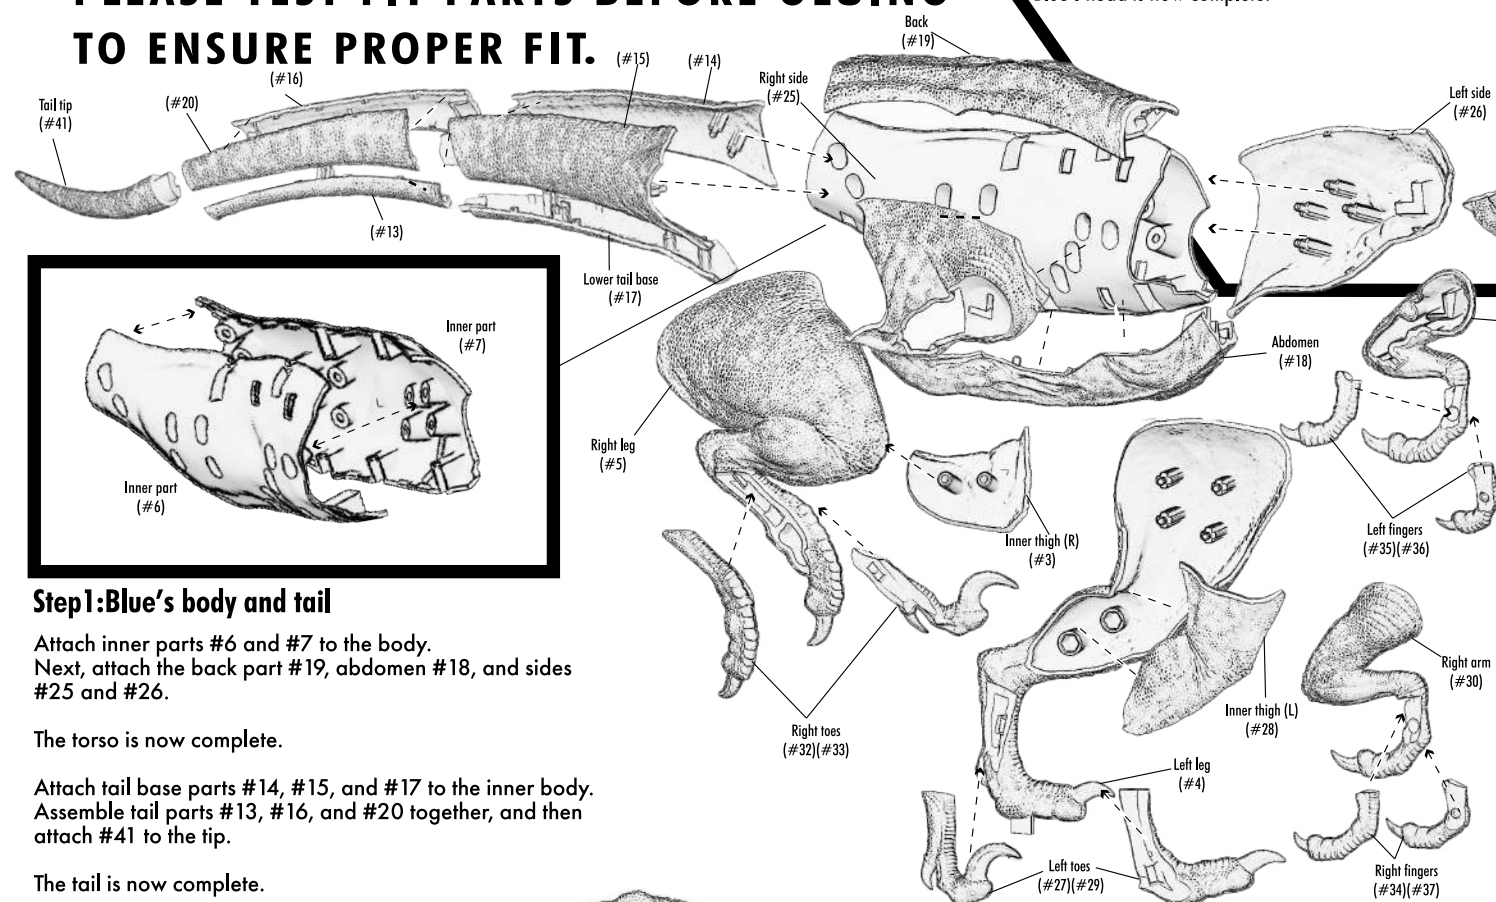 TO ENSURE PROPER FIT.
Back
(#19)
(#15)
(#14)
(#16)
Right side
(#25)
Left side
(#26)
Tail tip
(#41)
(#20)
(#13)
Lower tail base
(#17)
Inner part
(#7)
Inner part
(#6)
Abdomen
(#18)
Right leg
(#5)
Inner thigh (R)
(#3)
Left fingers
(#35)(#36)
Step1:Blue's body and tail
Attach inner parts #6 and #7 to the body.
Next, attach the back part #19, abdomen #18, and sides
#25 and #26.
The torso is now complete.
Attach tail base parts #14, #15, and #17 to the inner body.
Assemble tail parts #13, #16, and #20 together, and then
attach #41 to the tip.
The tail is now complete.
Right toes
(#32)(#33)
Inner thigh (L)
(#28)
Right arm
(#30)
Left leg
(#4)
Left toes
(#27)(#29)
Right fingers
(#34)(#37)